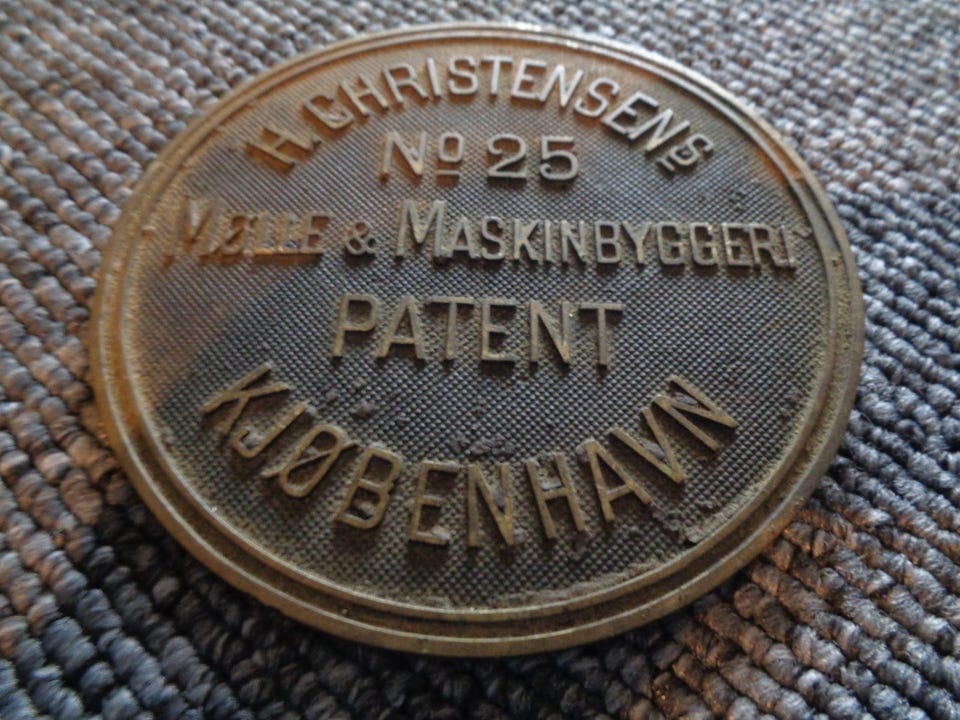 H. CHRISTENSENS
No 25
MØLLE & MASKINBYGGERI
PATENT
KJØBENHAVN